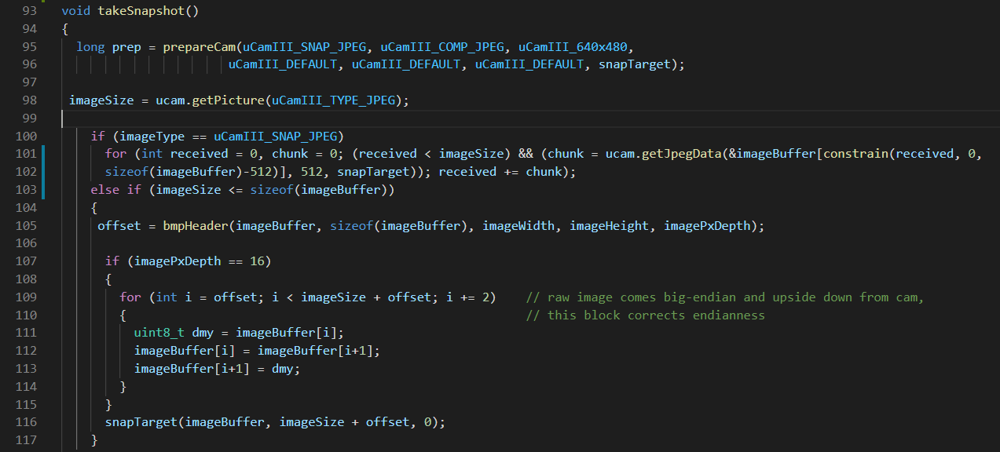 93 void takeSnapshot()
94 {
95 long prep = prepareCam(uCamIII_SNAP_JPEG, uCamIII_COMP_JPEG, uCamIII_640x480,
96 uCamIII_DEFAULT, uCamIII_DEFAULT, uCamIII_DEFAULT, snapTarget);
97
98 imageSize = ucam.getPicture(uCamIII_TYPE_JPEG);
99
100 if (imageType == uCamIII_SNAP_JPEG)
101 for (int received = 0, chunk = 0; (received < imageSize) && (chunk = ucam.getJpegData(&imageBuffer[constrain(received, 0,
102 sizeof(imageBuffer)-512)], 512, snapTarget)); received += chunk);
103 else if (imageSize <= sizeof(imageBuffer))
104 {
105 offset = bmpHeader(imageBuffer, sizeof(imageBuffer), imageWidth, imageHeight, imagePxDepth);
106
107 if (imagePxDepth == 16)
108 {
109 for (int i = offset; i < imageSize + offset; i += 2) // raw image comes big-endian and upside down from cam,
110 { // this block corrects endianness
111 uint8_t dmy = imageBuffer[i];
112 imageBuffer[i] = imageBuffer[i+1];
113 imageBuffer[i+1] = dmy;
114 }
115 }
116 snapTarget(imageBuffer, imageSize + offset, 0);
117 }